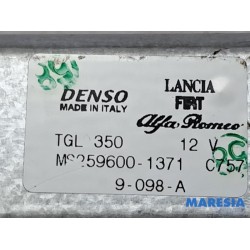 DENSO
MADE IN ITALY
LANCIA
FIAT
Alfa Romeo
TGL 350 12 V
MS259600-1371 C757
9-098-A
MARESIA